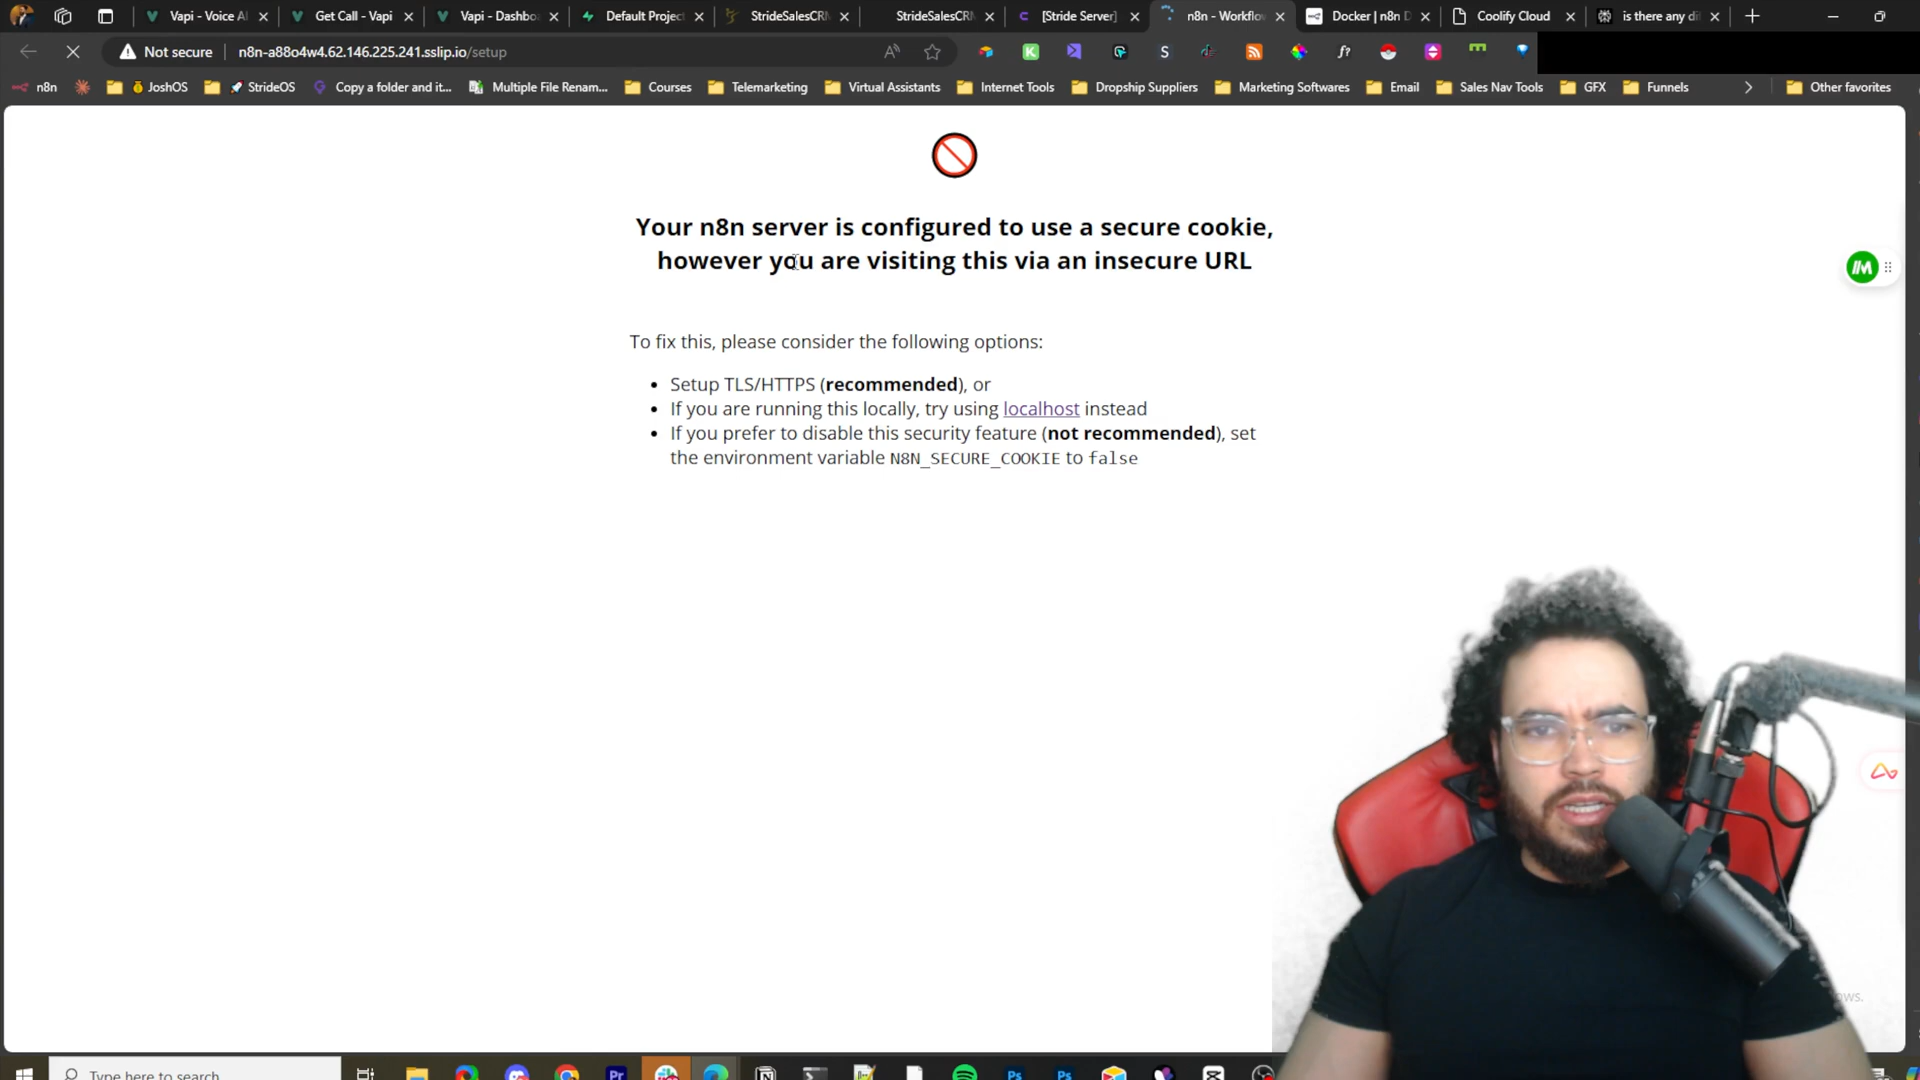 Vapi - Voice AI
Get Call - Vapi
Vapi - Dashbo
Default Project
StrideSalesCRM
StrideSalesCRM
[Stride Server]
n8n - Workflow
Docker | n8n D
Coolify Cloud
is there any di
Not secure
n8n-a88o4w4.62.146.225.241.sslip.io/setup
n8n
JoshOS
StrideOS
Copy a folder and it...
Multiple File Renam...
Courses
Telemarketing
Virtual Assistants
Internet Tools
Dropship Suppliers
Marketing Softwares
Email
Sales Nav Tools
GFX
Funnels
Other favorites
Your n8n server is configured to use a secure cookie,
however you are visiting this via an insecure URL
To fix this, please consider the following options:
• Setup TLS/HTTPS (recommended), or
• If you are running this locally, try using localhost instead
• If you prefer to disable this security feature (not recommended), set
the environment variable N8N_SECURE_COOKIE to false
Type here to search